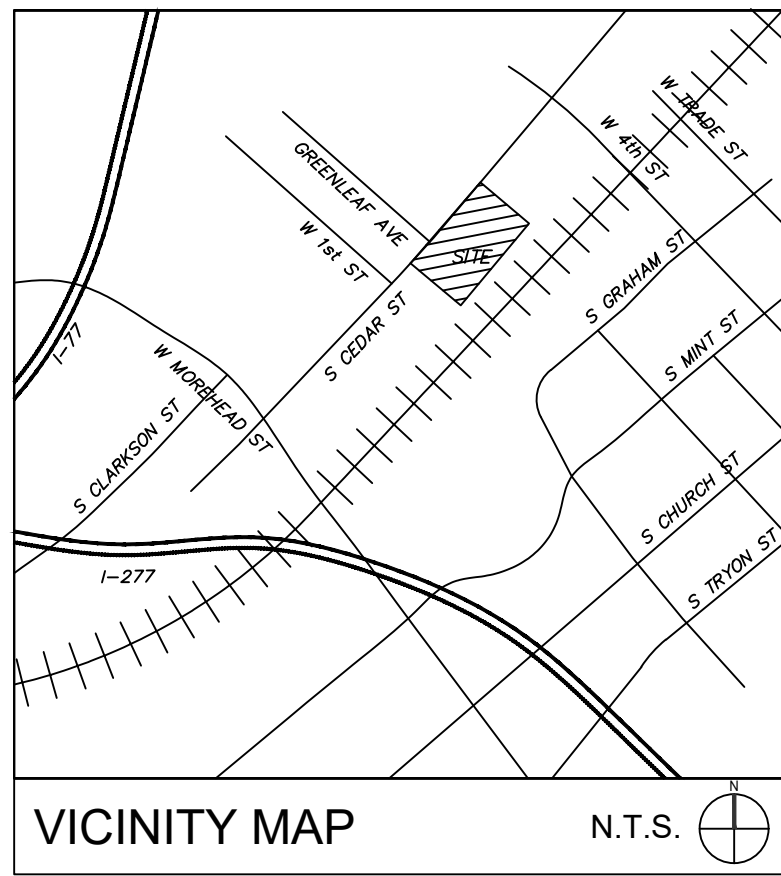 W TRADE ST
W 4th ST
GREENLEAF AVE
W 1st ST
SITE
S GRAHAM ST
S CEDAR ST
S MINT ST
I-77
W MOREHEAD ST
S CLARKSON ST
S CHURCH ST
S TRYON ST
I-277
VICINITY MAP
N.T.S.
N